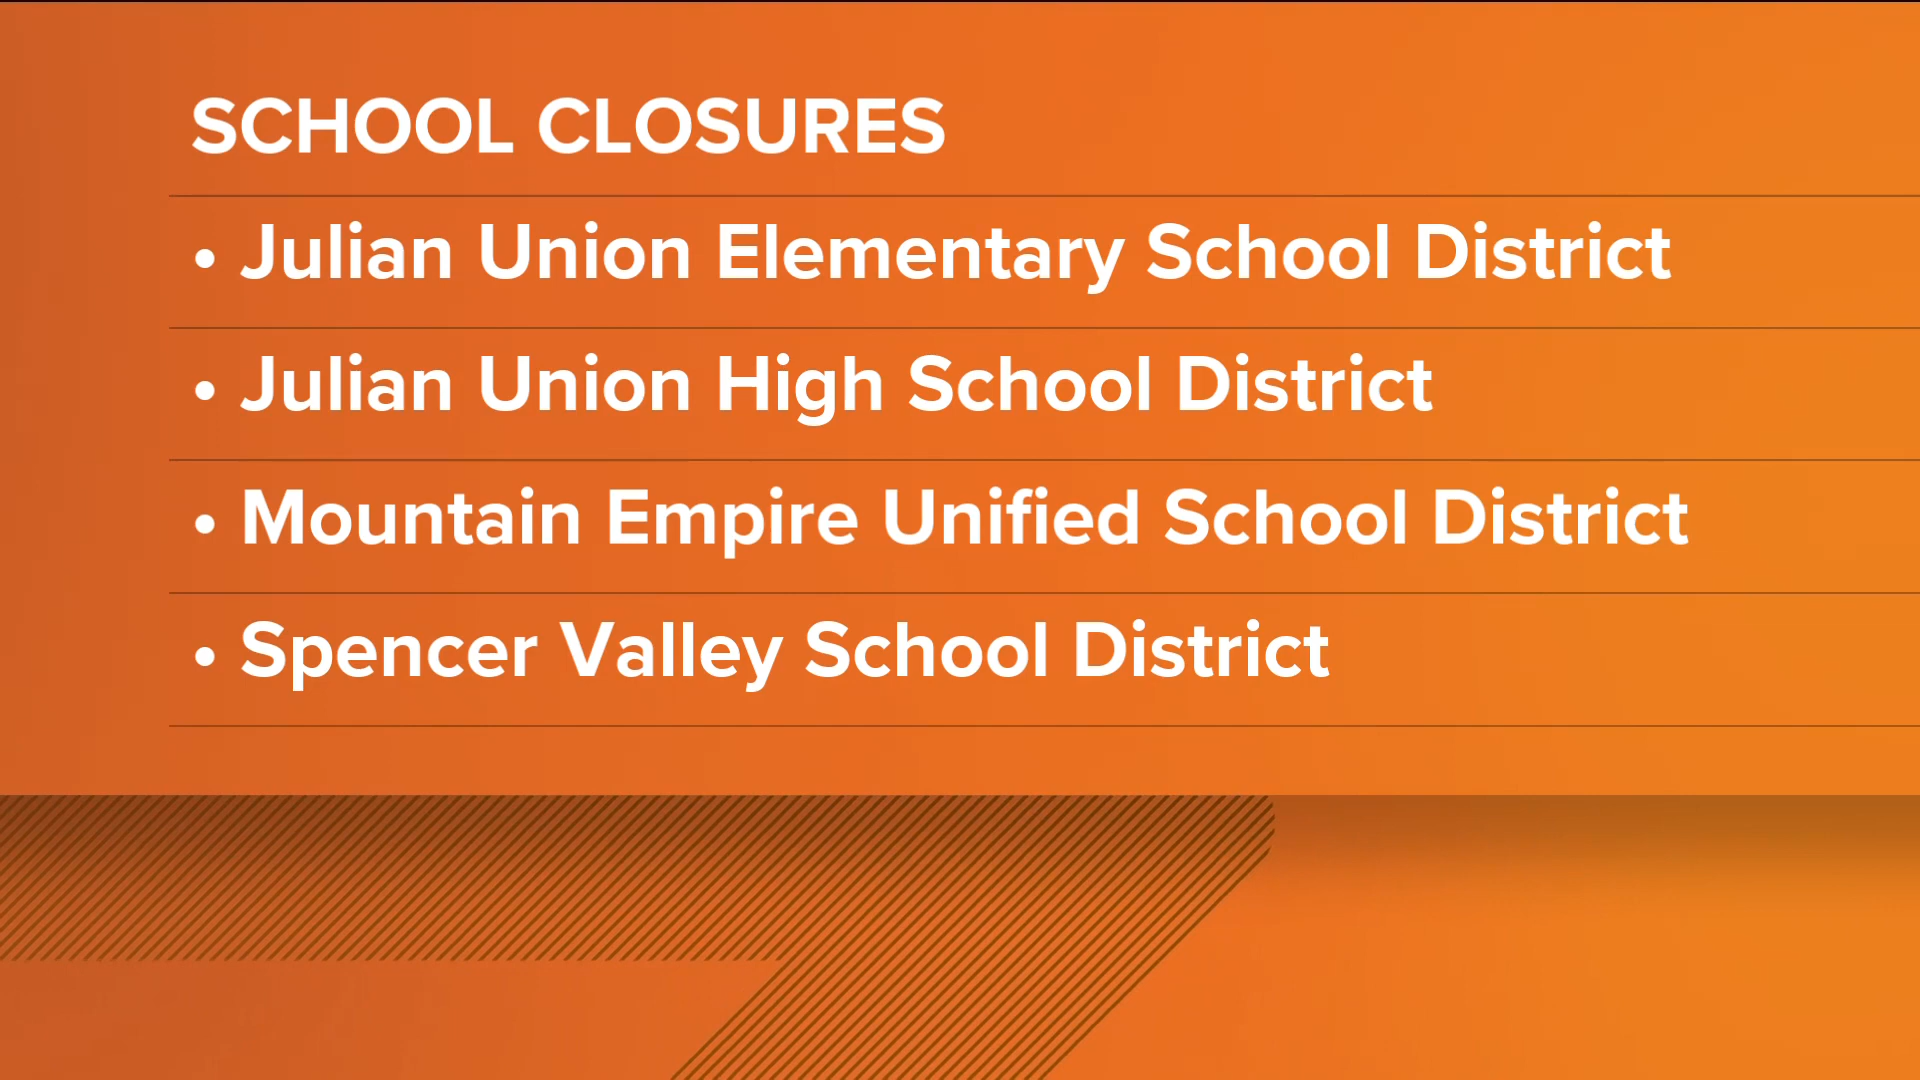 SCHOOL CLOSURES
• Julian Union Elementary School District
• Julian Union High School District
• Mountain Empire Unified School District
• Spencer Valley School District